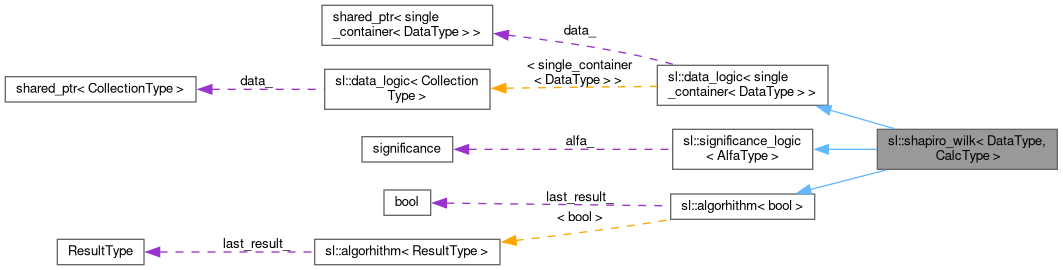 shared_ptr< single
_container< DataType > >
data_
< single_container
< DataType > >
data_
shared_ptr< CollectionType >
sl::data_logic< Collection
Type >
sl::data_logic< single
_container< DataType > >
significance
alfa_
sl::significance_logic
< AlfaType >
sl::shapiro_wilk< DataType,
CalcType >
bool
last_result_
sl::algorhithm< bool >
< bool >
ResultType
last_result_
sl::algorhithm< ResultType >